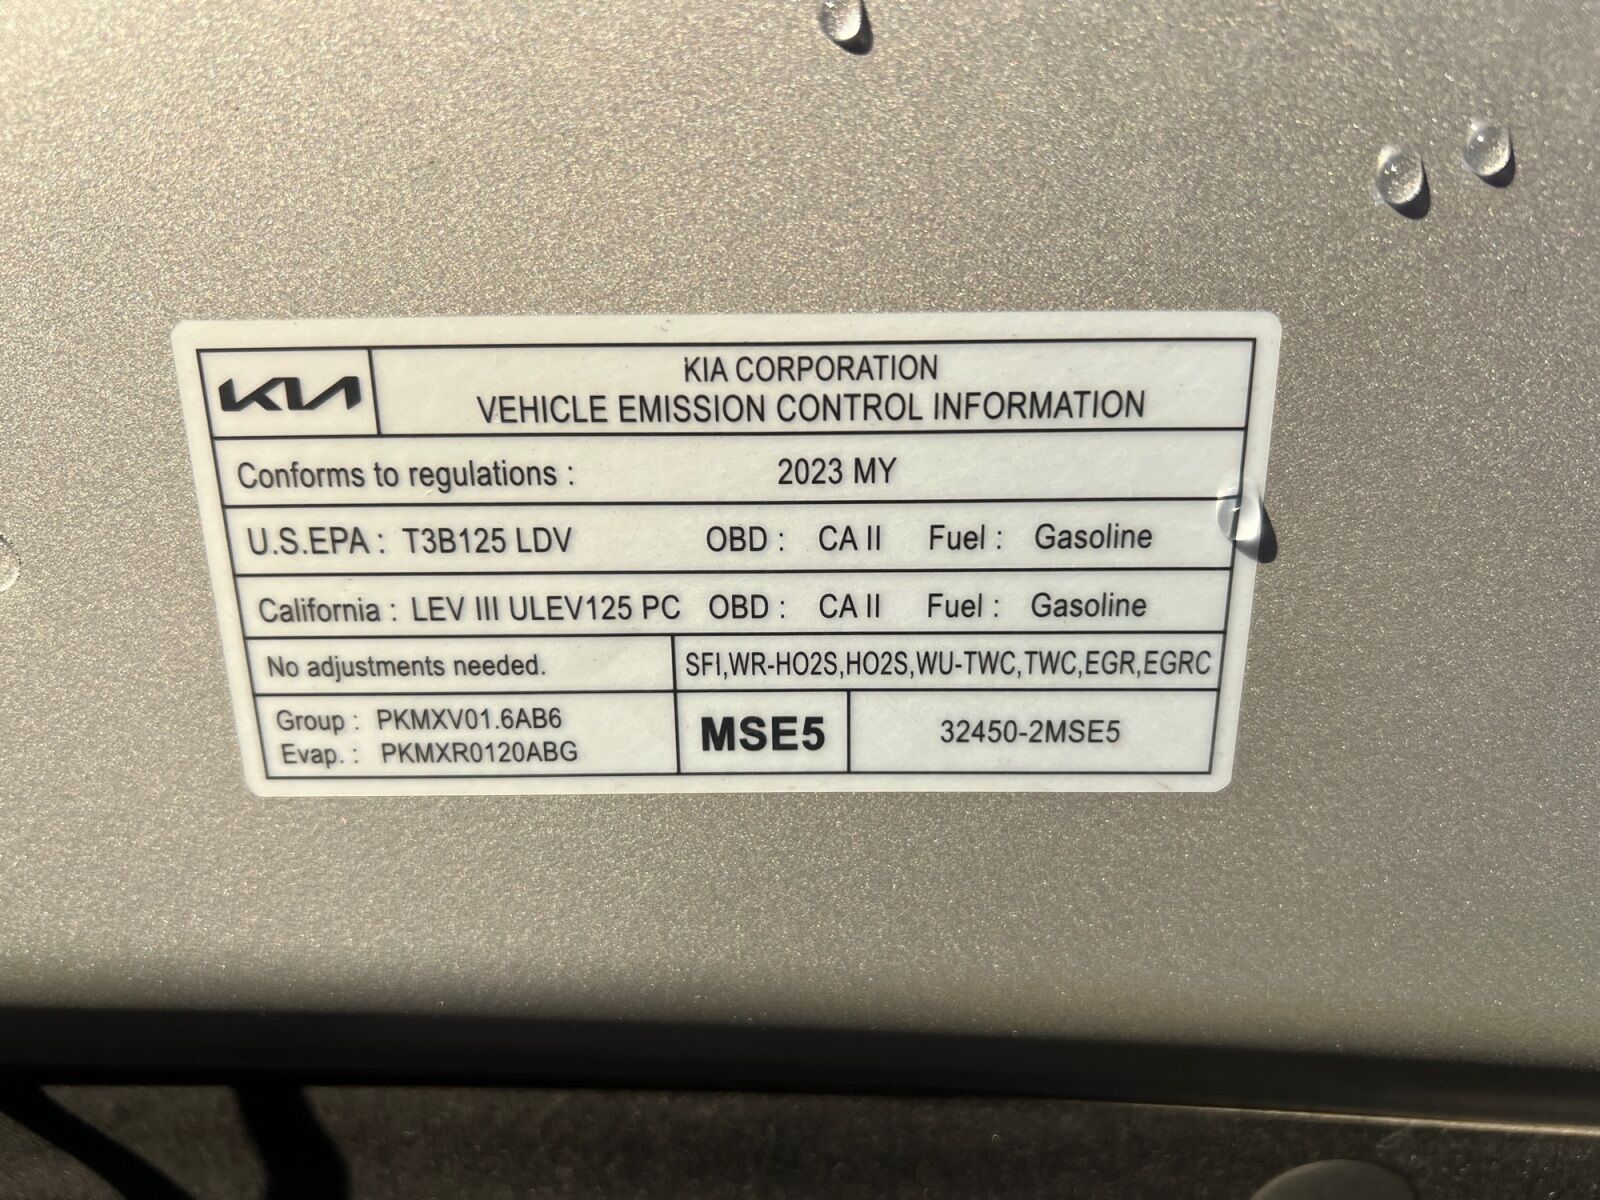 KIA
KIA CORPORATION
VEHICLE EMISSION CONTROL INFORMATION
Conforms to regulations : 2023 MY
U.S.EPA : T3B125 LDV OBD : CA II Fuel : Gasoline
California : LEV III ULEV125 PC OBD : CA II Fuel : Gasoline
No adjustments needed. SFI,WR-HO2S,HO2S,WU-TWC,TWC,EGR,EGRC
Group : PKMXV01.6AB6
Evap. : PKMXR0120ABG
MSE5
32450-2MSE5